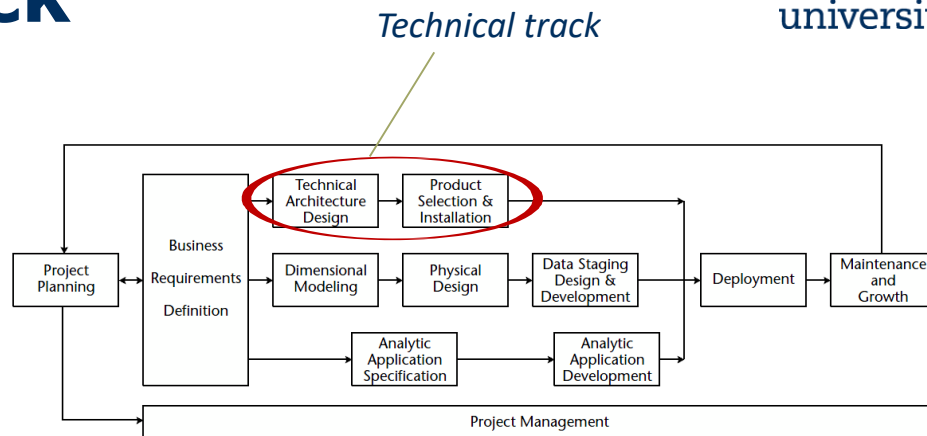 ck
universi
Technical track
Technical
Architecture
Design
Product
Selection &
Installation
Business
Requirements
Definition
Project
Planning
Dimensional
Modeling
Physical
Design
Data Staging
Design &
Development
Deployment
Maintenance
and
Growth
Analytic
Application
Specification
Analytic
Application
Development
Project Management